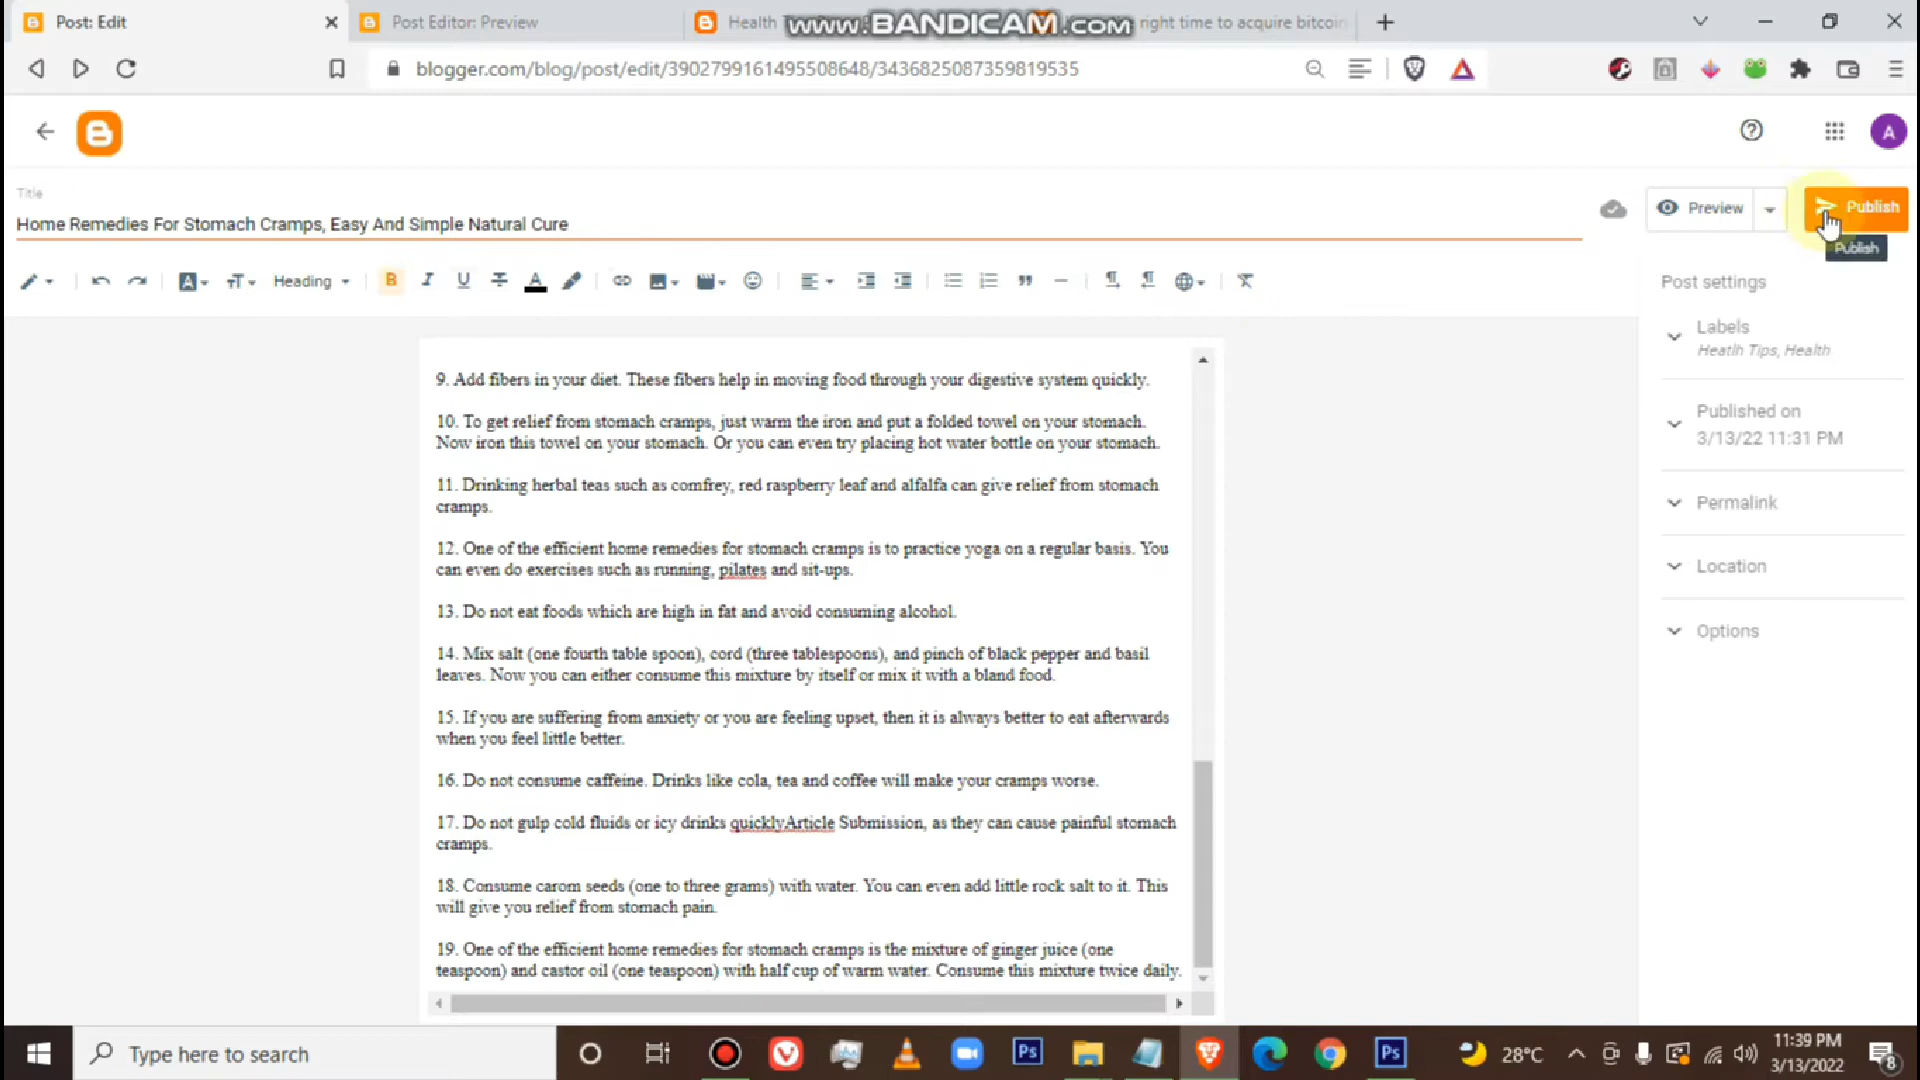 Post: Edit
Post Editor: Preview
Health T
www.BANDICAM.com
right time to acquire bitcoin
blogger.com/blog/post/edit/3902799161495508648/3436825087359819535
A
Title
Home Remedies For Stomach Cramps, Easy And Simple Natural Cure
Preview
Publish
Publish
Heading
B
Post settings
Labels
Heatlh Tips, Health
Published on
3/13/22 11:31 PM
Permalink
Location
Options
9. Add fibers in your diet. These fibers help in moving food through your digestive system quickly.
10. To get relief from stomach cramps, just warm the iron and put a folded towel on your stomach.
Now iron this towel on your stomach. Or you can even try placing hot water bottle on your stomach.
11. Drinking herbal teas such as comfrey, red raspberry leaf and alfalfa can give relief from stomach
cramps.
12. One of the efficient home remedies for stomach cramps is to practice yoga on a regular basis. You
can even do exercises such as running, pilates and sit-ups.
13. Do not eat foods which are high in fat and avoid consuming alcohol.
14. Mix salt (one fourth table spoon), cord (three tablespoons), and pinch of black pepper and basil
leaves. Now you can either consume this mixture by itself or mix it with a bland food.
15. If you are suffering from anxiety or you are feeling upset, then it is always better to eat afterwards
when you feel little better.
16. Do not consume caffeine. Drinks like cola, tea and coffee will make your cramps worse.
17. Do not gulp cold fluids or icy drinks quicklyArticle Submission, as they can cause painful stomach
cramps.
18. Consume carom seeds (one to three grams) with water. You can even add little rock salt to it. This
will give you relief from stomach pain.
19. One of the efficient home remedies for stomach cramps is the mixture of ginger juice (one
teaspoon) and castor oil (one teaspoon) with half cup of warm water. Consume this mixture twice daily.
Type here to search
Ps
Ps
28°C
11:39 PM
3/13/2022
8